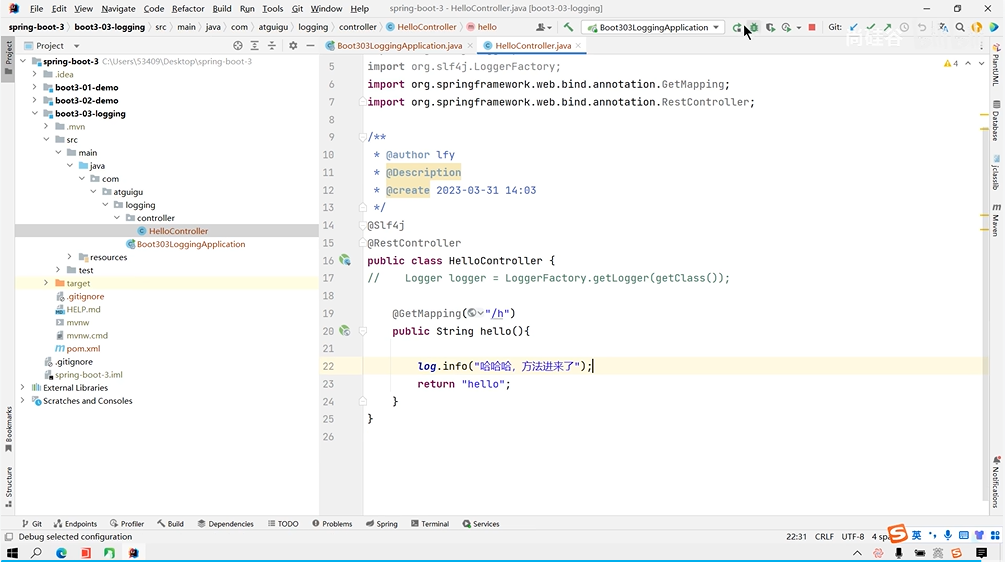 File Edit View Navigate Code Refactor Build Run Tools Git Window Help spring-boot-3 - HelloController.java [boot3-03-logging]
spring-boot-3 boot3-03-logging src main java com atguigu logging controller HelloController hello Boot303LoggingApplication Git:
Project
Boot303LoggingApplication.java HelloController.java
spring-boot-3 C:\Users\53409\Desktop\spring-boot-3
.idea
boot3-01-demo
boot3-02-demo
boot3-03-logging
.mvn
src
main
java
com
atguigu
logging
controller
HelloController
Boot303LoggingApplication
resources
test
target
.gitignore
HELP.md
mvnw
mvnw.cmd
pom.xml
.gitignore
spring-boot-3.iml
External Libraries
Scratches and Consoles
4
5 import org.slf4j.LoggerFactory;
6 import org.springframework.web.bind.annotation.GetMapping;
7 import org.springframework.web.bind.annotation.RestController;
8
9 /**
10 * @author lfy
11 * @Description
12 * @create 2023-03-31 14:03
13 */
14 @Slf4j
15 @RestController
16 public class HelloController {
17 // Logger logger = LoggerFactory.getLogger(getClass());
18
19 @GetMapping("/h")
20 public String hello(){
21
22 log.info("哈哈哈，方法进来了");
23 return "hello";
24 }
25 }
26
Project
Bookmarks
Structure
PlantUML
Database
jclasslib
Maven
Notifications
Git Endpoints Profiler Build Dependencies TODO Problems Spring Terminal Services
Debug selected configuration 22:31 CRLF UTF-8 4 spa
英